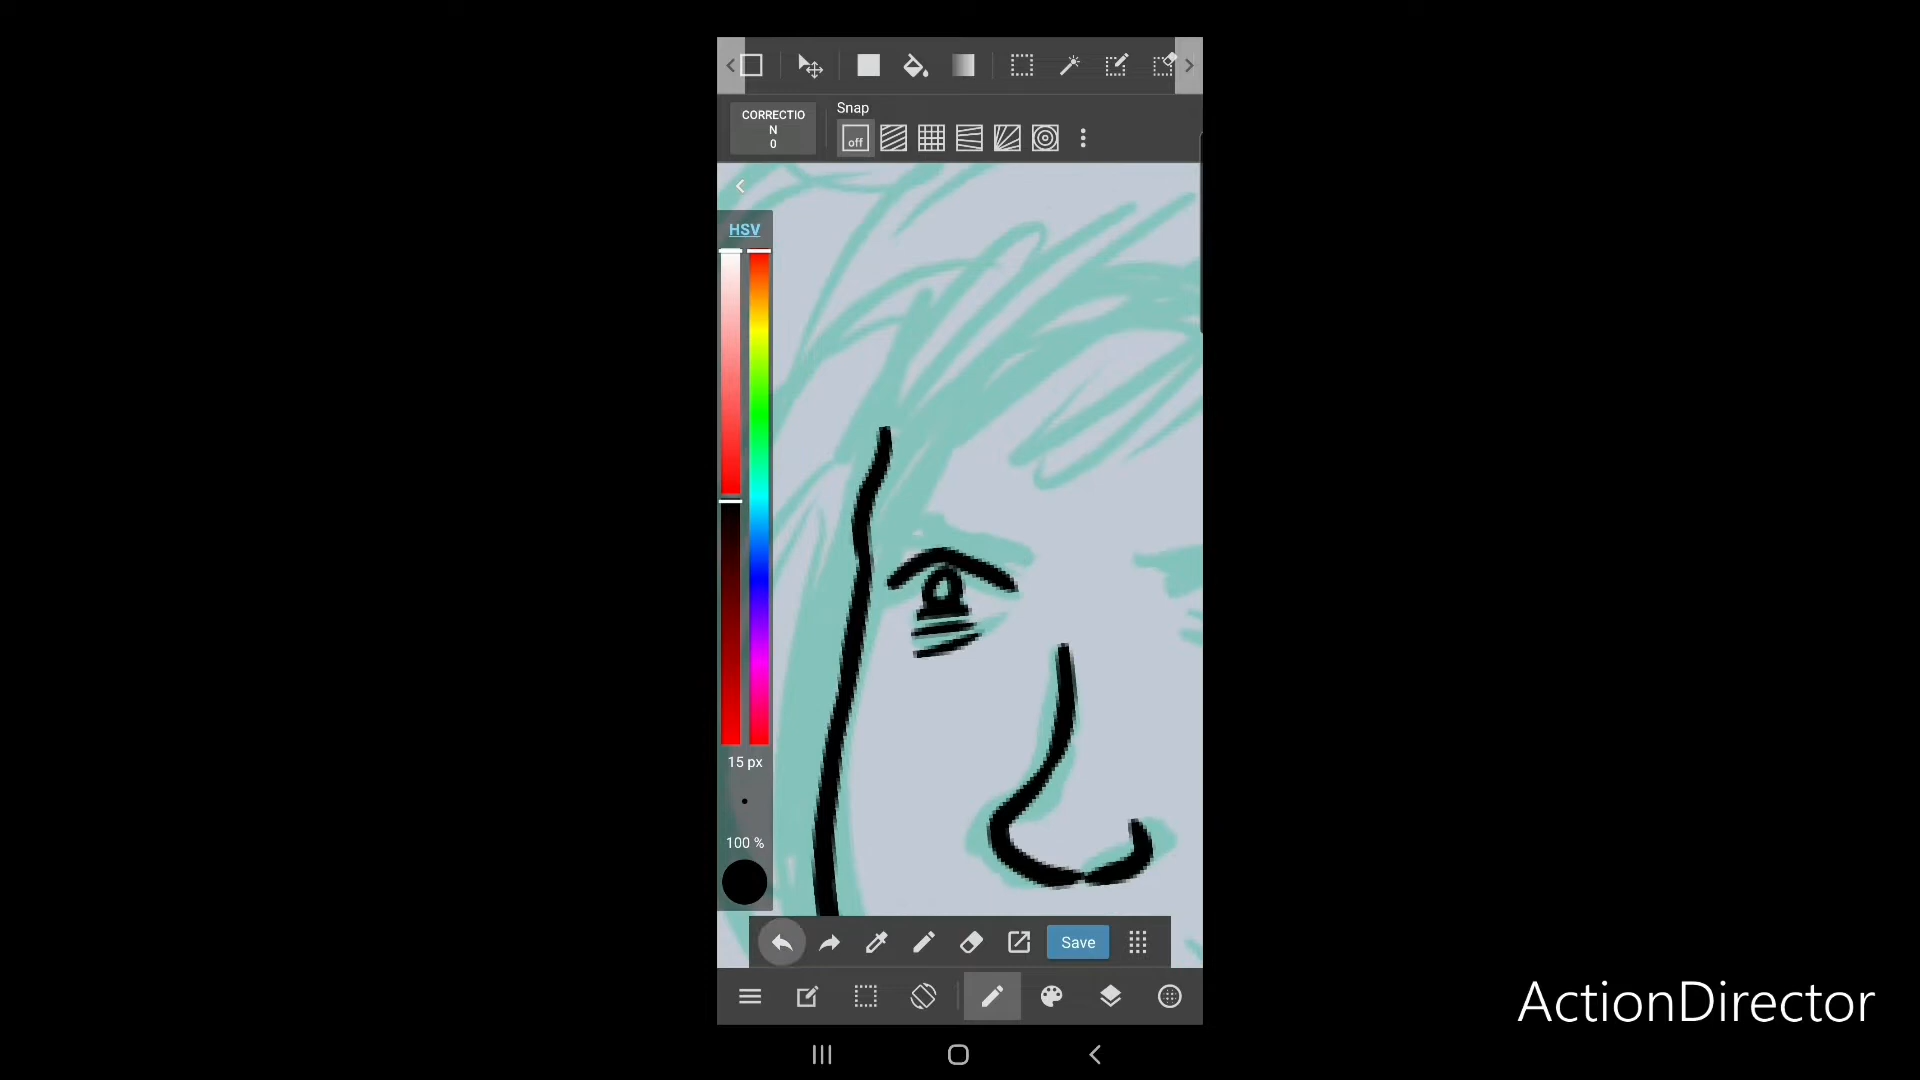 CORRECTIO
N
0
Snap
off
HSV
15 px
100 %
Save
ActionDirector